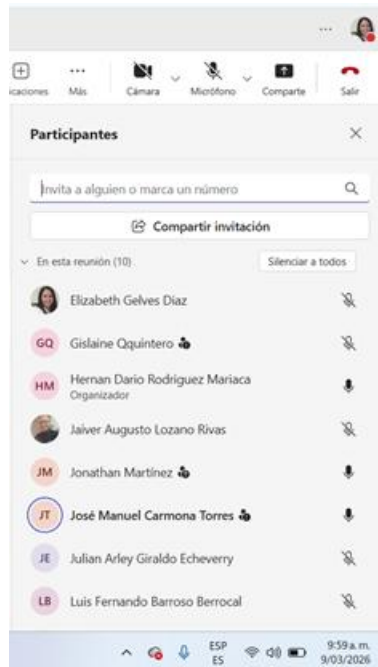 Más Cámara Micrófono Comparte Salir
Participantes
Invita a alguien o marca un número
Compartir invitación
En esta reunión (10) Silenciar a todos
Elizabeth Gelves Diaz
GQ Gislaine Qquintero
HM Hernan Dario Rodriguez Mariaca
Organizador
Jaiver Augusto Lozano Rivas
JM Jonathan Martínez
JT José Manuel Carmona Torres
JE Julian Arley Giraldo Echeverry
LB Luis Fernando Barroso Berrocal
ESP 9:59 a. m.
ES 9/03/2026